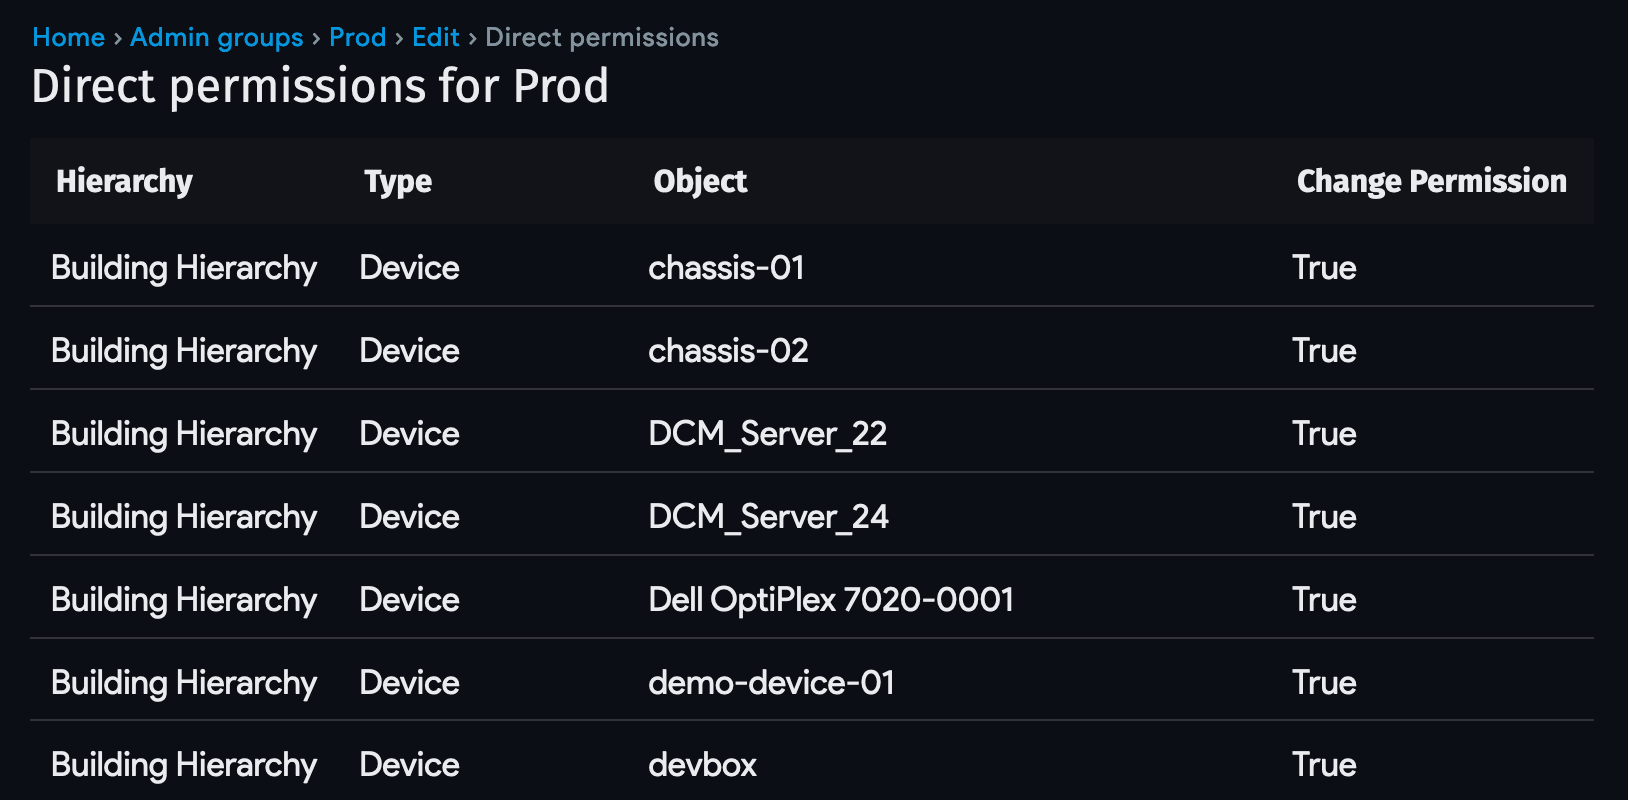 Home › Admin groups › Prod › Edit › Direct permissions
Direct permissions for Prod
Hierarchy Type Object Change Permission
Building Hierarchy Device chassis-01 True
Building Hierarchy Device chassis-02 True
Building Hierarchy Device DCM_Server_22 True
Building Hierarchy Device DCM_Server_24 True
Building Hierarchy Device Dell OptiPlex 7020-0001 True
Building Hierarchy Device demo-device-01 True
Building Hierarchy Device devbox True